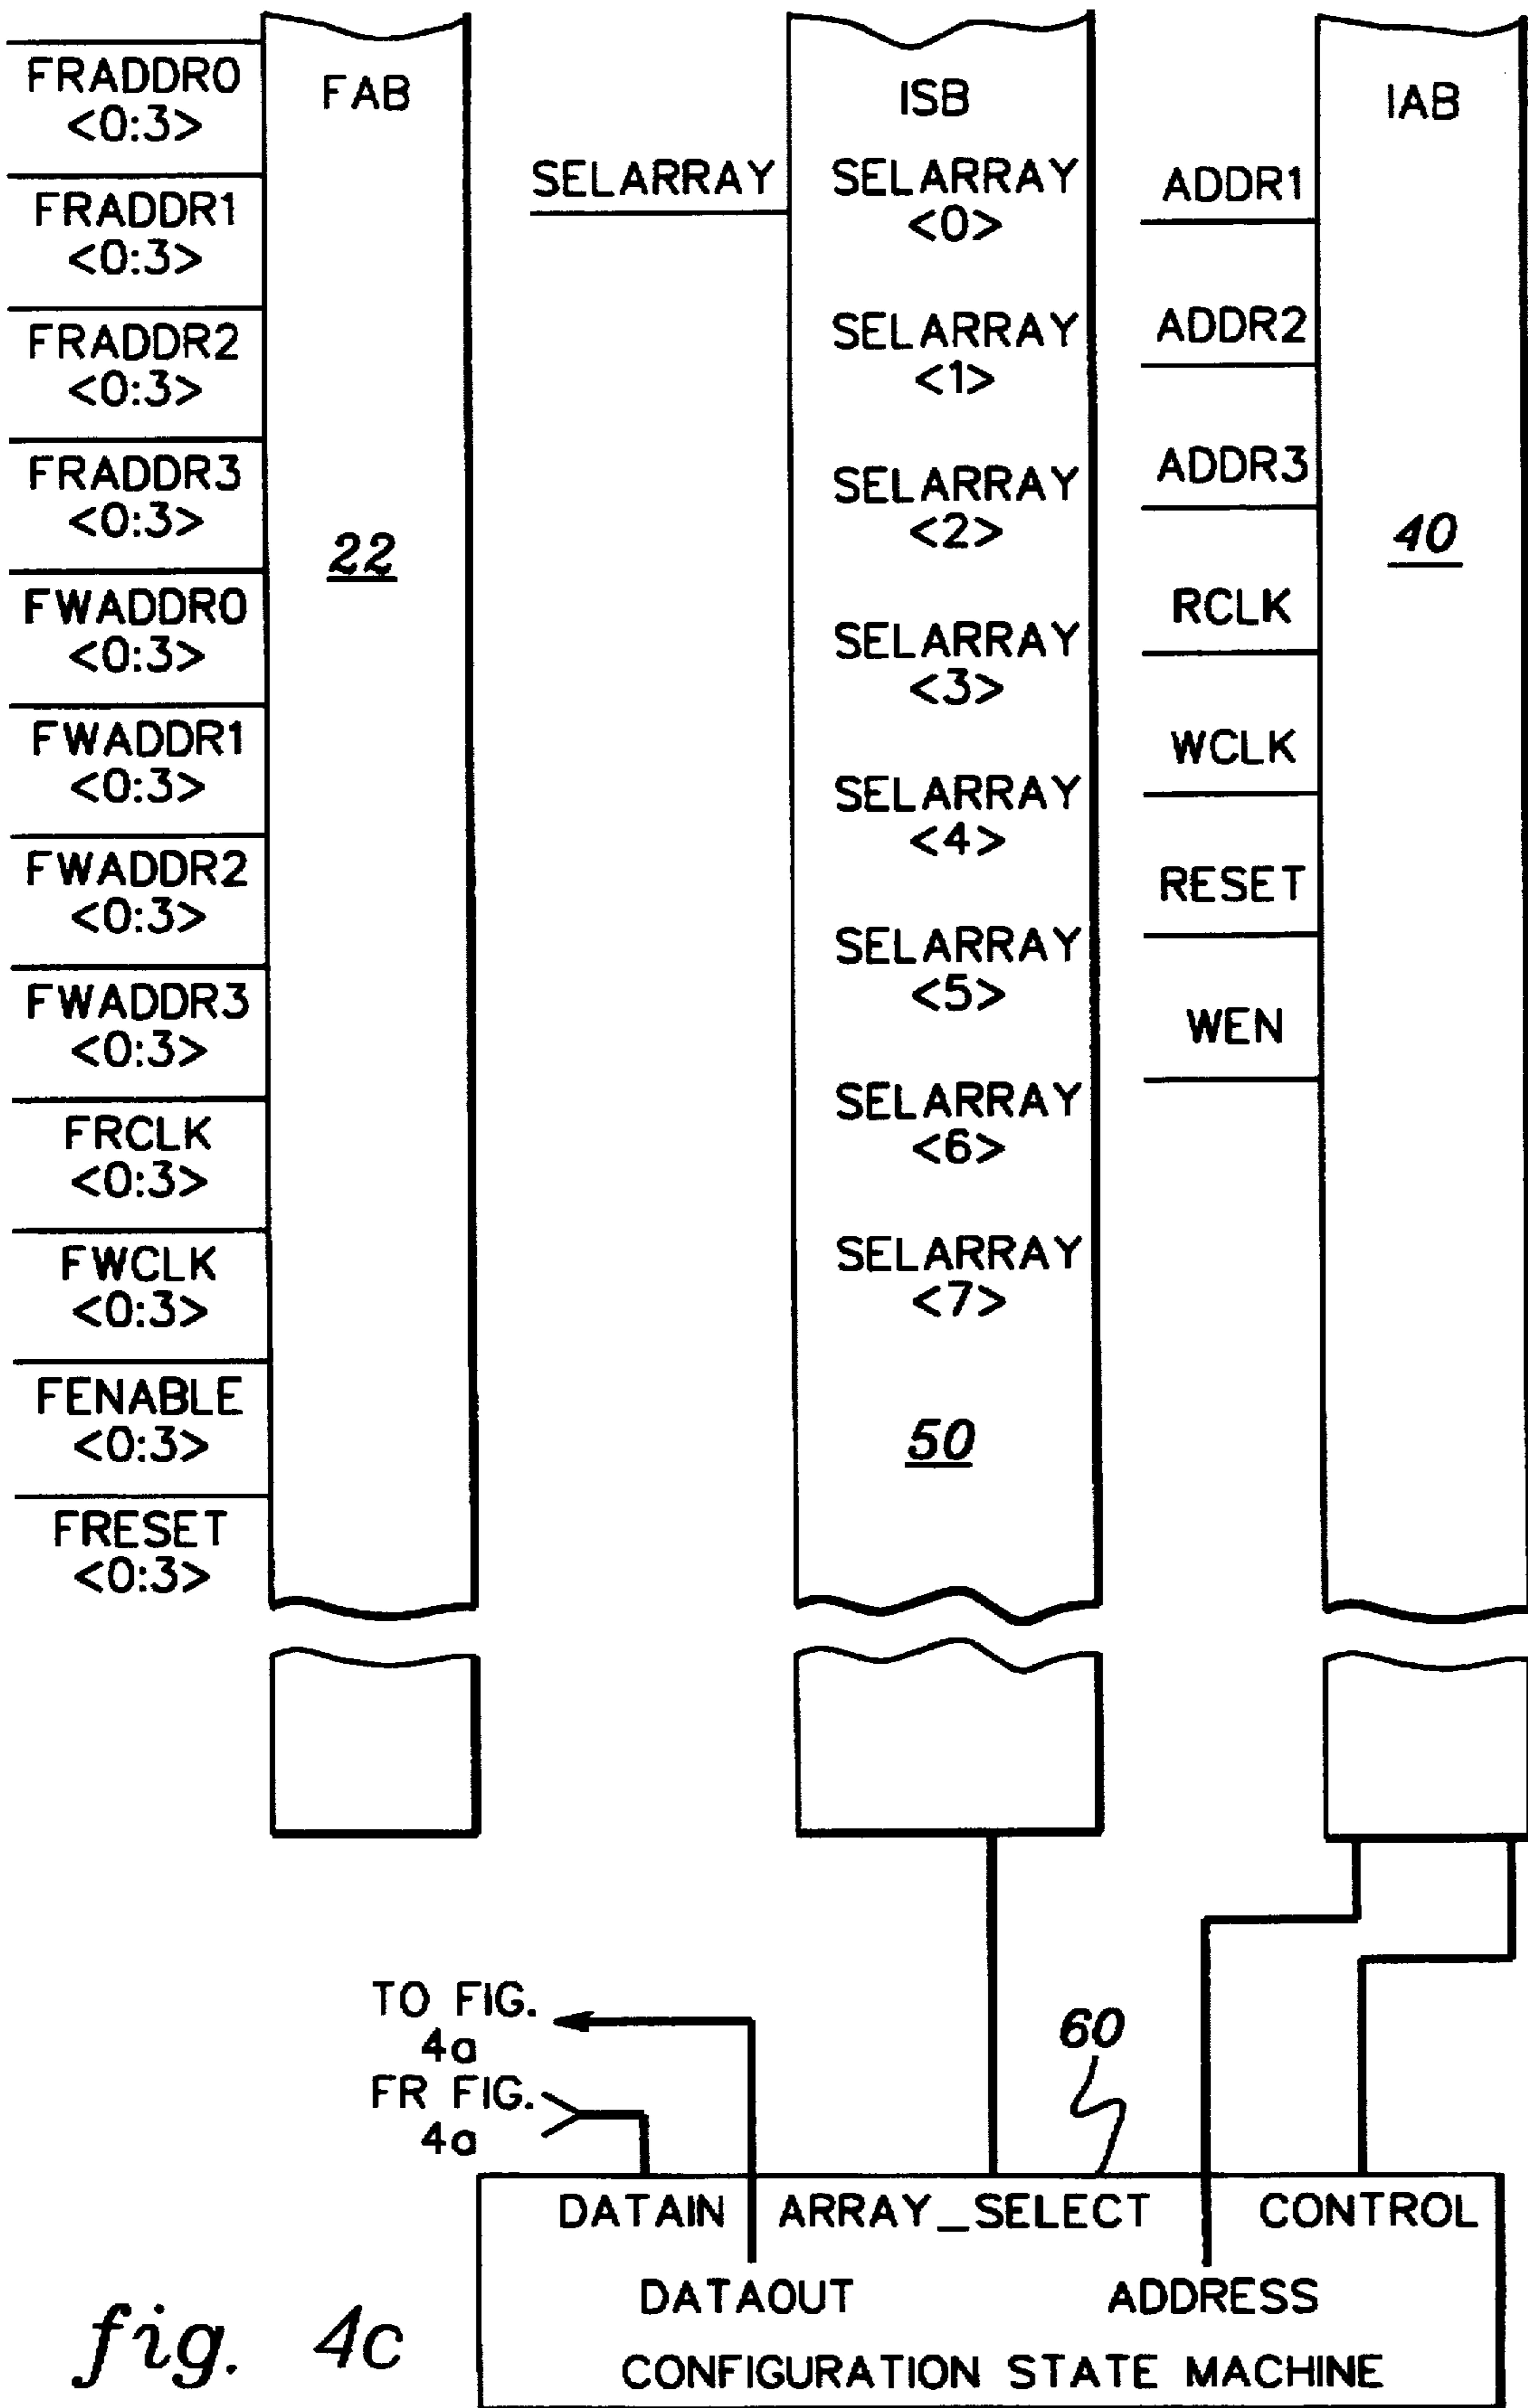 FRADDR0
<0:3>
FRADDR1
<0:3>
FRADDR2
<0:3>
FRADDR3
<0:3>
FWADDR0
<0:3>
FWADDR1
<0:3>
FWADDR2
<0:3>
FWADDR3
<0:3>
FRCLK
<0:3>
FWCLK
<0:3>
FENABLE
<0:3>
FRESET
<0:3>
FAB
22
SELARRAY
ISB
SELARRAY
<0>
SELARRAY
<1>
SELARRAY
<2>
SELARRAY
<3>
SELARRAY
<4>
SELARRAY
<5>
SELARRAY
<6>
SELARRAY
<7>
50
ADDR1
ADDR2
ADDR3
RCLK
WCLK
RESET
WEN
IAB
40
TO FIG.
4a
FR FIG.
4a
60
DATAIN ARRAY_SELECT CONTROL
DATAOUT ADDRESS
CONFIGURATION STATE MACHINE
fig. 4c